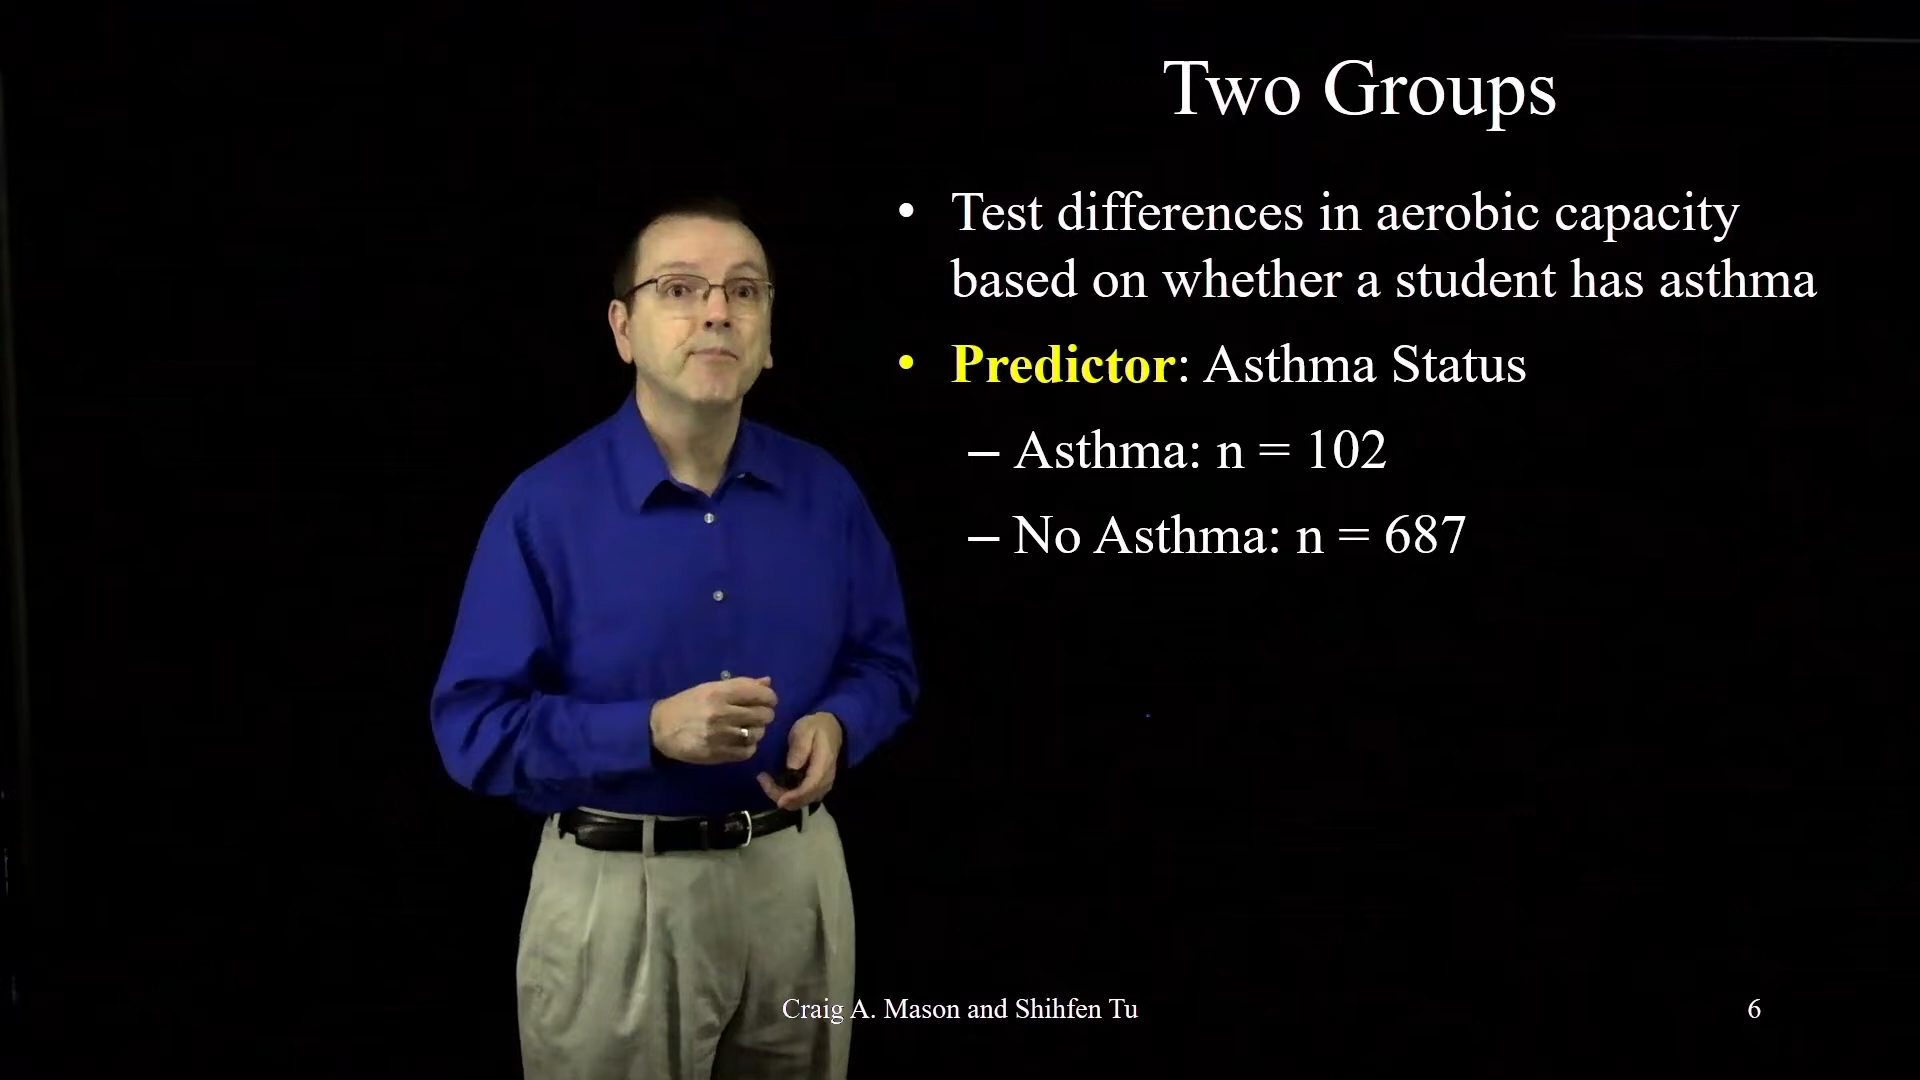 Two Groups
• Test differences in aerobic capacity
based on whether a student has asthma
• Predictor: Asthma Status
– Asthma: n = 102
– No Asthma: n = 687
Craig A. Mason and Shihfen Tu
6